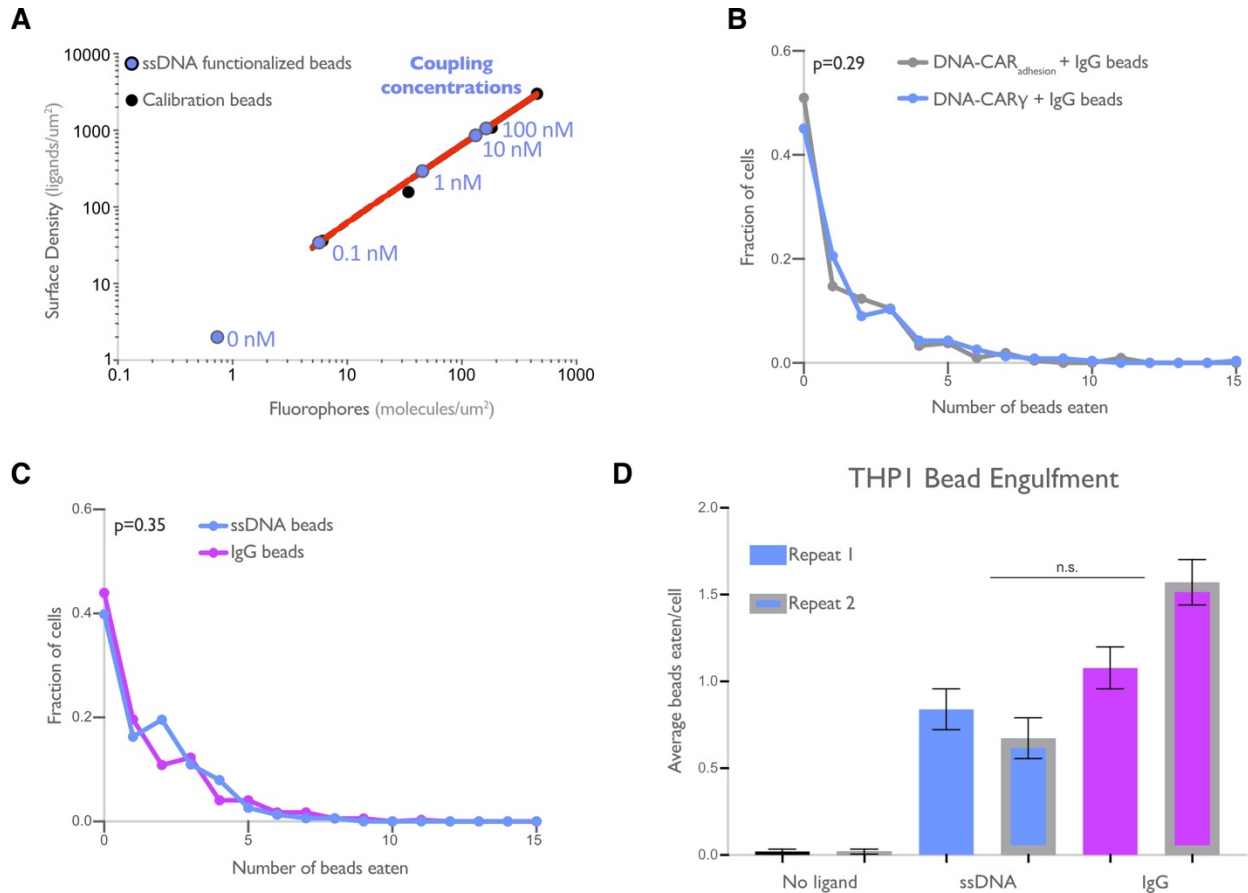 A
10000
1000
100
10
1
0.1
1
10
100
1000
Surface Density (ligands/um²)
Fluorophores (molecules/um²)
ssDNA functionalized beads
Calibration beads
Coupling
concentrations
100 nM
10 nM
1 nM
0.1 nM
0 nM
B
0.6
0.4
0.2
0.0
0
5
10
15
Fraction of cells
Number of beads eaten
p=0.29
DNA-CARadhesion + IgG beads
DNA-CARγ + IgG beads
C
0.6
0.4
0.2
0.0
0
5
10
15
Fraction of cells
Number of beads eaten
p=0.35
ssDNA beads
IgG beads
D
THP1 Bead Engulfment
2.0
1.5
1.0
0.5
0.0
Average beads eaten/cell
Repeat 1
Repeat 2
n.s.
No ligand
ssDNA
IgG